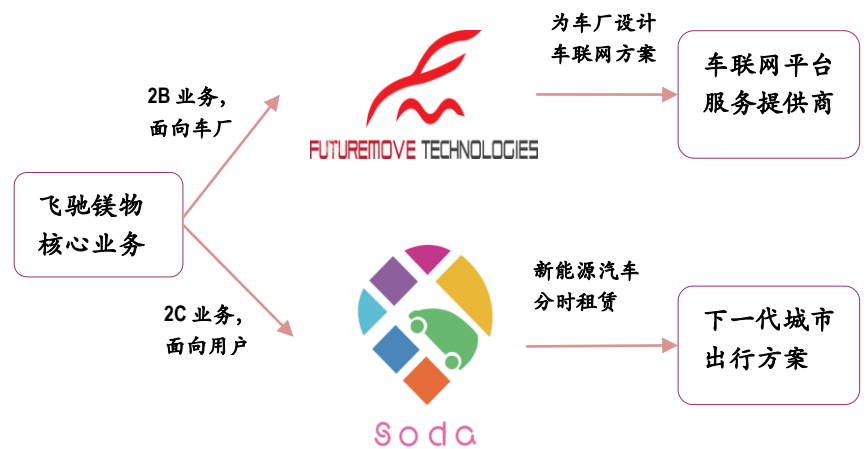 飞驰镁物
核心业务
2B 业务,
面向车厂
FUTUREMOVE TECHNOLOGIES
为车厂设计
车联网方案
车联网平台
服务提供商
2C 业务,
面向用户
soda
新能源汽车
分时租赁
下一代城市
出行方案